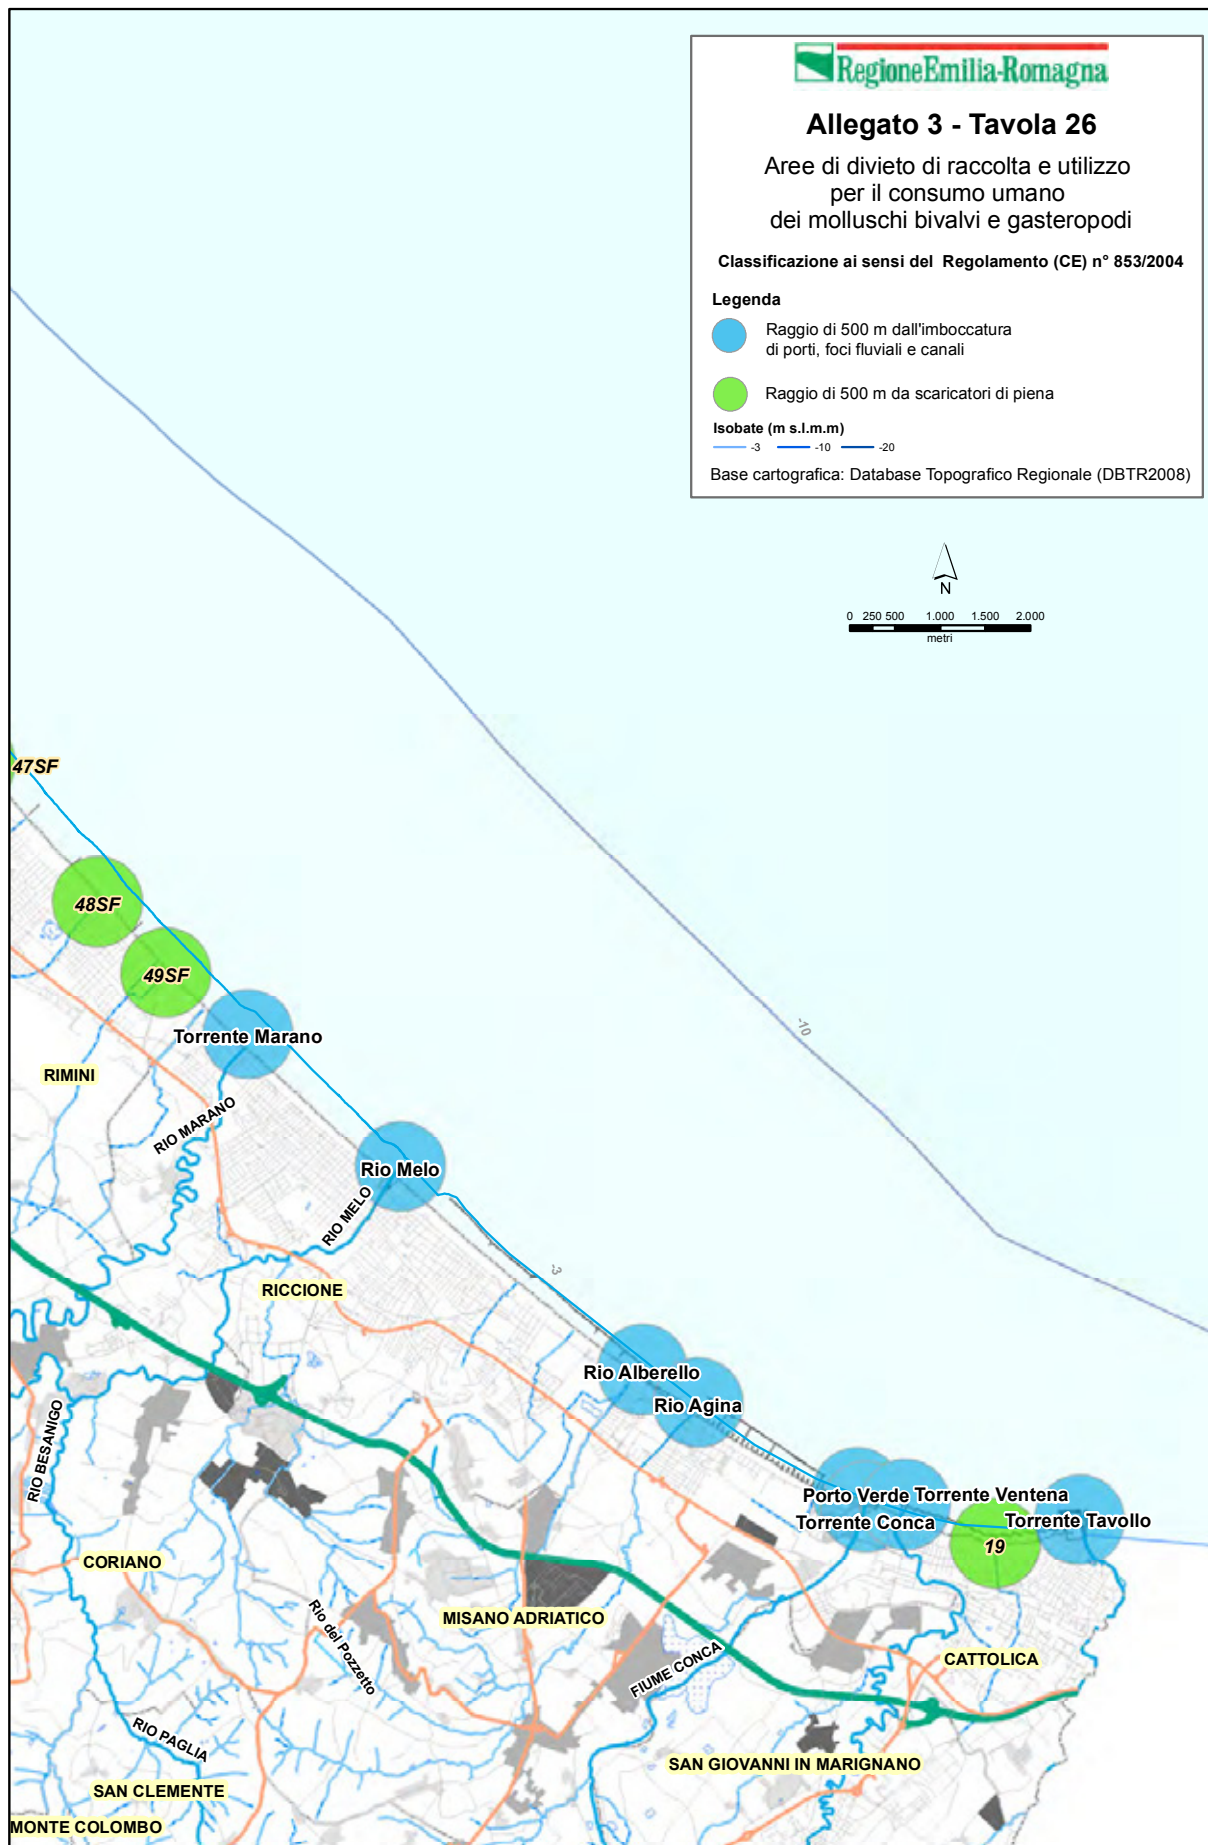 RegioneEmilia-Romagna
Allegato 3 - Tavola 26
Aree di divieto di raccolta e utilizzo
per il consumo umano
dei molluschi bivalvi e gasteropodi
Classificazione ai sensi del Regolamento (CE) n° 853/2004
Legenda
Raggio di 500 m dall'imboccatura
di porti, foci fluviali e canali
Raggio di 500 m da scaricatori di piena
Isobate (m s.l.m.m)
-3 -10 -20
Base cartografica: Database Topografico Regionale (DBTR2008)
N
0 250 500 1.000 1.500 2.000
metri
47SF
48SF
49SF
-10
Torrente Marano
RIMINI
RIO MARANO
Rio Melo
RIO MELO
-3
RICCIONE
Rio Alberello
Rio Agina
RIO BESANIGO
Porto Verde
Torrente Ventena
Torrente Conca
Torrente Tavollo
19
CORIANO
MISANO ADRIATICO
Rio del Pozzetto
FIUME CONCA
CATTOLICA
RIO PAGLIA
SAN GIOVANNI IN MARIGNANO
SAN CLEMENTE
MONTE COLOMBO